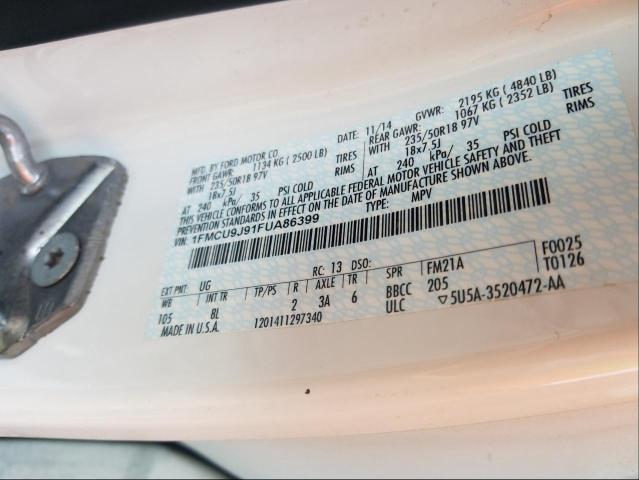 MFD. BY FORD MOTOR CO. DATE: 11/14 GVWR: 2195 KG ( 4840 LB)
FRONT GAWR: 1134 KG ( 2500 LB) REAR GAWR: 1067 KG ( 2352 LB)
WITH 235/50R18 97V TIRES WITH 235/50R18 97V TIRES
18x7.5J RIMS 18x7.5J RIMS
AT 240 kPa/ 35 PSI COLD AT 240 kPa/ 35 PSI COLD
THIS VEHICLE CONFORMS TO ALL APPLICABLE FEDERAL MOTOR VEHICLE SAFETY AND THEFT
PREVENTION STANDARDS IN EFFECT ON THE DATE OF MANUFACTURE SHOWN ABOVE.
VIN: 1FMCU9J91FUA86399 TYPE: MPV
F0025
T0126
EXT PNT: UG RC: 13 DSO:
WB INT TR TP/PS R AXLE TR SPR FM21A
105 8L 2 3A 6 BBCC 205
MADE IN U.S.A. 1201411297340 ULC ▽5U5A-3520472-AA